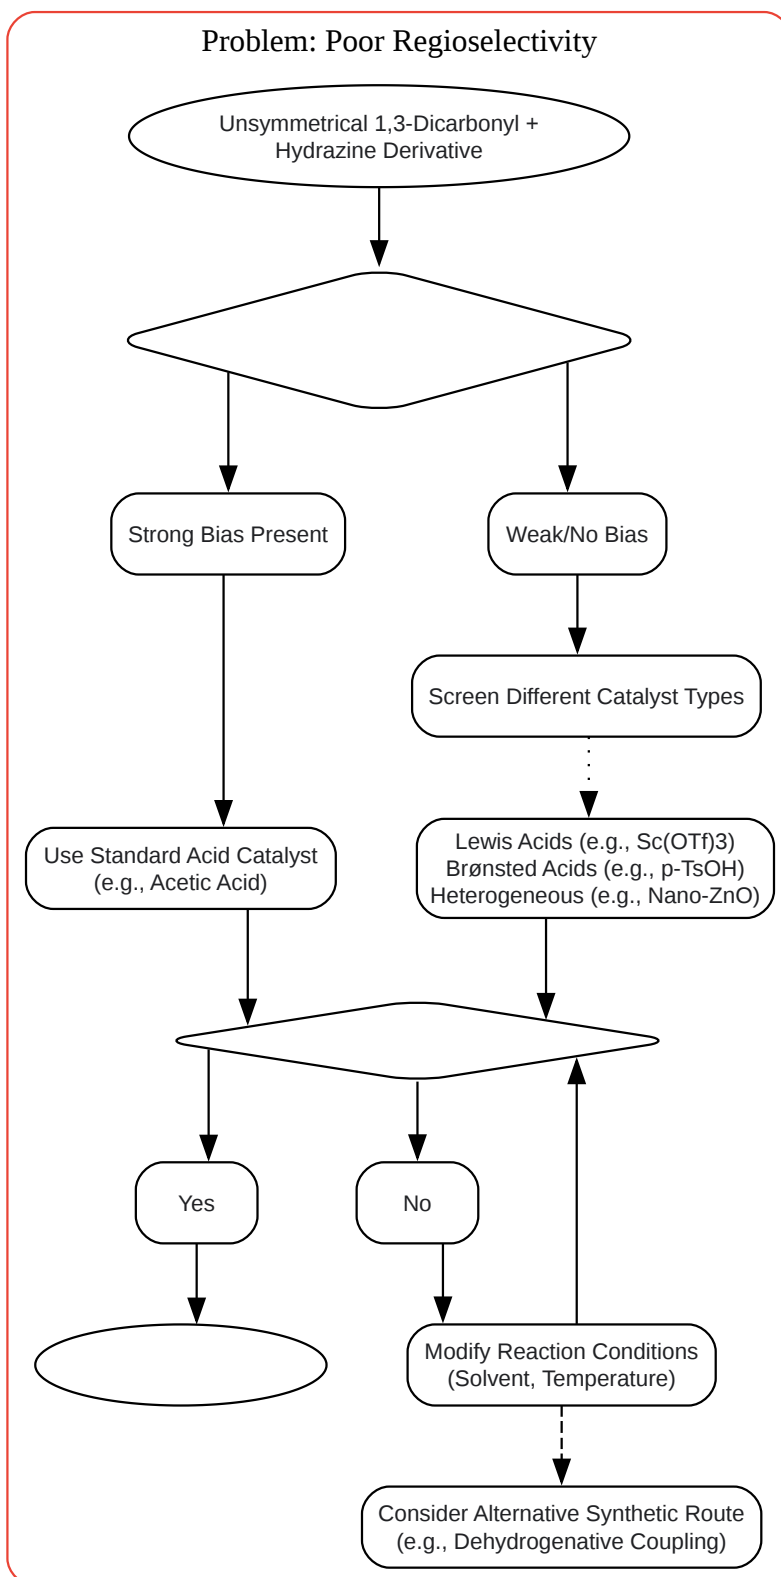 Problem: Poor Regioselectivity
Unsymmetrical 1,3-Dicarbonyl +
Hydrazine Derivative
Strong Bias Present
Weak/No Bias
Screen Different Catalyst Types
Use Standard Acid Catalyst
(e.g., Acetic Acid)
Lewis Acids (e.g., Sc(OTf)3)
Brønsted Acids (e.g., p-TsOH)
Heterogeneous (e.g., Nano-ZnO)
Yes
No
Modify Reaction Conditions
(Solvent, Temperature)
Consider Alternative Synthetic Route
(e.g., Dehydrogenative Coupling)